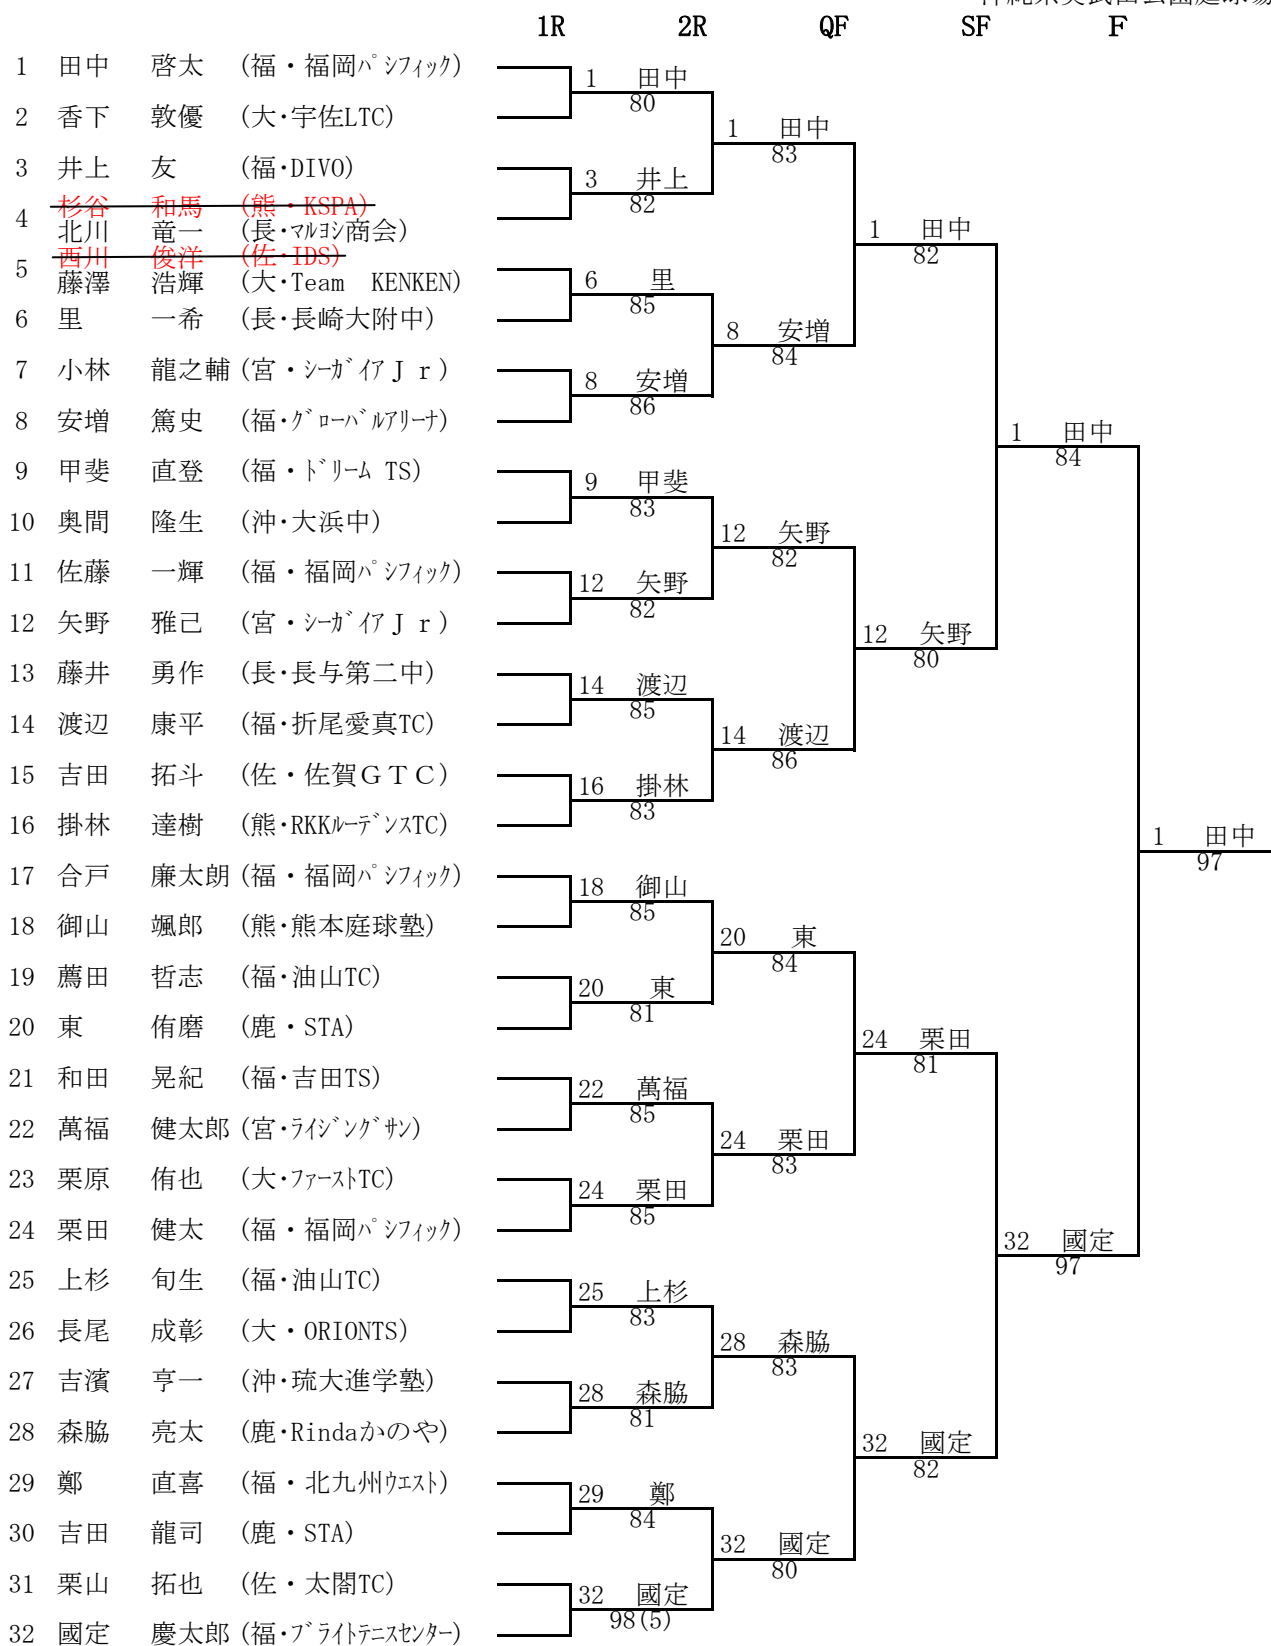 1R 2R QF SF F
1 田中 啓太 (福・福岡パシフィック)
2 香下 敦優 (大・宇佐LTC)
3 井上 友 (福・DIVO)
杉谷 和馬 (熊・KSPA)
4 北川 竜一 (長・マルヨシ商会)
西川 俊洋 (佐・IDS)
5 藤澤 浩輝 (大・Team KENKEN)
6 里 一希 (長・長崎大附中)
7 小林 龍之輔 (宮・シーガイアJr)
8 安増 篤史 (福・グローバルアリーナ)
9 甲斐 直登 (福・ドリームTS)
10 奥間 隆生 (沖・大浜中)
11 佐藤 一輝 (福・福岡パシフィック)
12 矢野 雅己 (宮・シーガイアJr)
13 藤井 勇作 (長・長与第二中)
14 渡辺 康平 (福・折尾愛真TC)
15 吉田 拓斗 (佐・佐賀GTC)
16 掛林 達樹 (熊・RKKルーデンスTC)
17 合戸 廉太朗 (福・福岡パシフィック)
18 御山 颯郎 (熊・熊本庭球塾)
19 薦田 哲志 (福・油山TC)
20 東 侑磨 (鹿・STA)
21 和田 晃紀 (福・吉田TS)
22 萬福 健太郎 (宮・ライジングサン)
23 栗原 侑也 (大・ファーストTC)
24 栗田 健太 (福・福岡パシフィック)
25 上杉 旬生 (福・油山TC)
26 長尾 成彰 (大・ORIONTS)
27 吉濱 亨一 (沖・琉大進学塾)
28 森脇 亮太 (鹿・Rindaかのや)
29 鄭 直喜 (福・北九州ウエスト)
30 吉田 龍司 (鹿・STA)
31 栗山 拓也 (佐・太閤TC)
32 國定 慶太郎 (福・ブライトテニスセンター)
1 田中
80
3 井上
82
6 里
85
8 安増
86
9 甲斐
83
12 矢野
82
14 渡辺
85
16 掛林
83
18 御山
85
20 東
81
22 萬福
85
24 栗田
85
25 上杉
83
28 森脇
81
29 鄭
84
32 國定
98(5)
1 田中
83
8 安増
84
12 矢野
82
14 渡辺
86
20 東
84
24 栗田
83
28 森脇
83
32 國定
80
1 田中
82
12 矢野
80
24 栗田
81
32 國定
82
1 田中
84
32 國定
97
1 田中
97